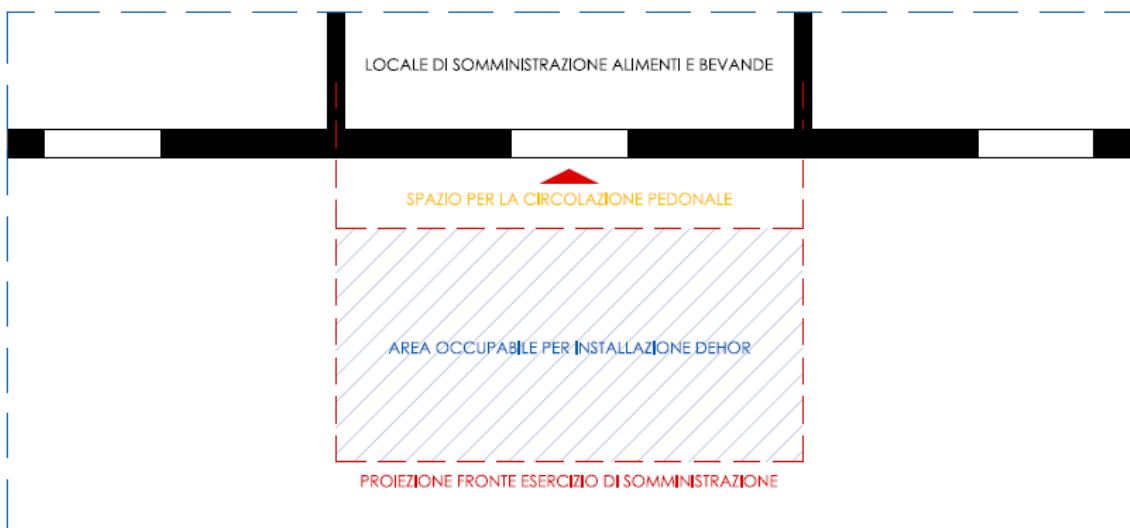 LOCALE DI SOMMINISTRAZIONE ALIMENTI E BEVANDE
SPAZIO PER LA CIRCOLAZIONE PEDONALE
AREA OCCUPABILE PER INSTALLAZIONE DEHOR
PROIEZIONE FRONTE ESERCIZIO DI SOMMINISTRAZIONE